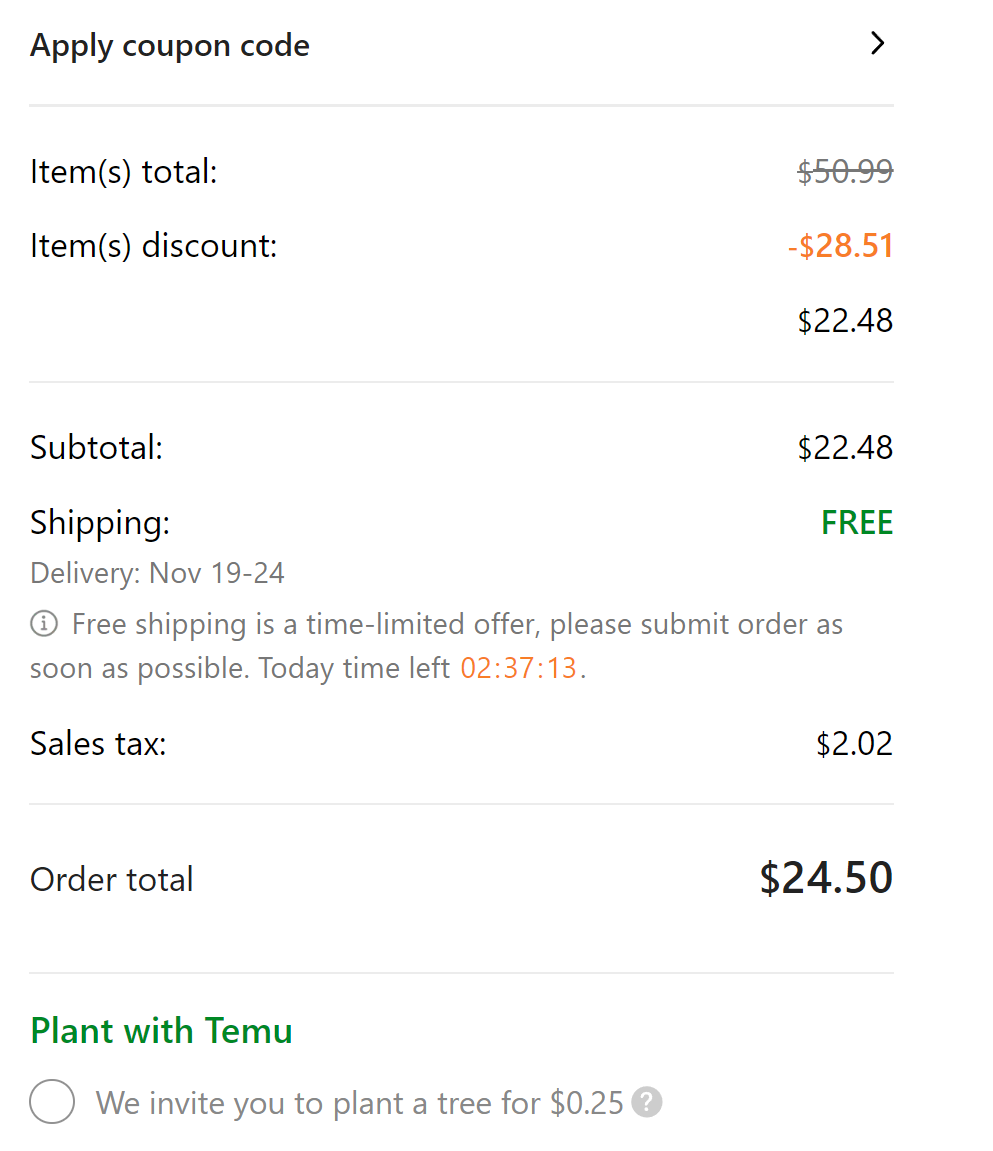 Apply coupon code
Item(s) total: $50.99
Item(s) discount: -$28.51
$22.48
Subtotal: $22.48
Shipping: FREE
Delivery: Nov 19-24
Free shipping is a time-limited offer, please submit order as
soon as possible. Today time left 02:37:13.
Sales tax: $2.02
Order total $24.50
Plant with Temu
We invite you to plant a tree for $0.25 ?